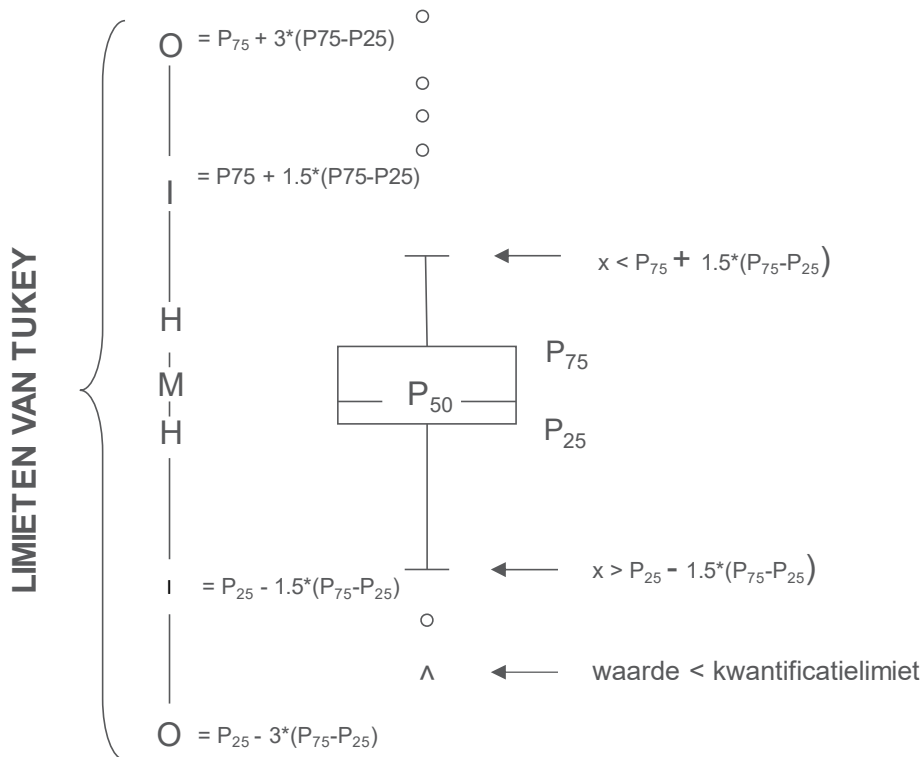 LIMIETEN VAN TUKEY
O = P₇₅ + 3*(P75-P25)
I = P75 + 1.5*(P75-P25)
x < P₇₅ + 1.5*(P₇₅-P₂₅)
H
P₇₅
M
P₅₀
H
P₂₅
x > P₂₅ - 1.5*(P₇₅-P₂₅)
I = P₂₅ - 1.5*(P₇₅-P₂₅)
^ waarde < kwantificatielimiet
O = P₂₅ - 3*(P₇₅-P₂₅)